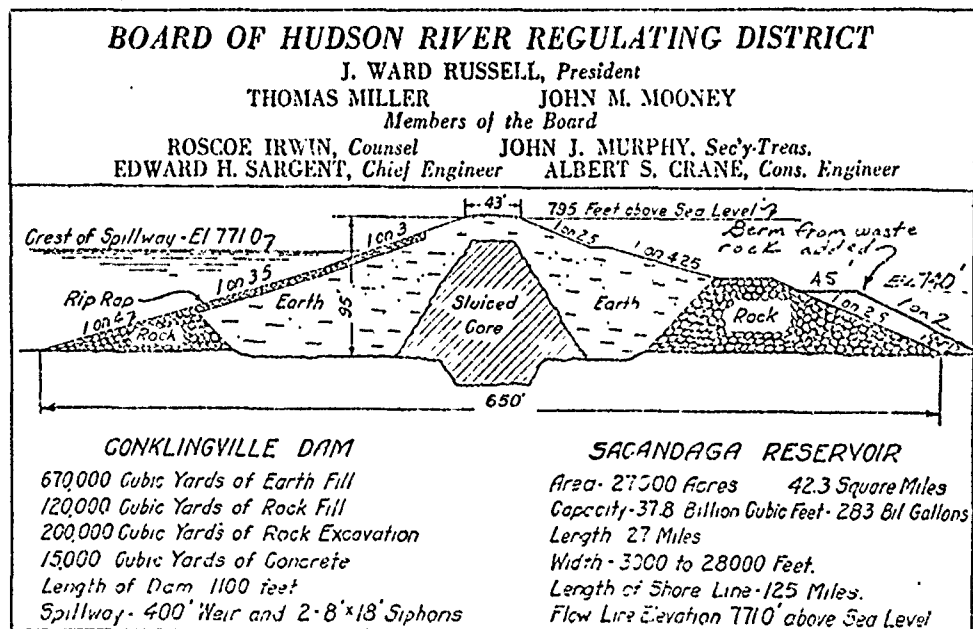 BOARD OF HUDSON RIVER REGULATING DISTRICT
J. WARD RUSSELL, President
THOMAS MILLER JOHN M. MOONEY
Members of the Board
ROSCOE IRWIN, Counsel JOHN J. MURPHY, Sec'y-Treas.
EDWARD H. SARGENT, Chief Engineer ALBERT S. CRANE, Cons. Engineer
43'
795 Feet above Sea Level
Crest of Spillway - El 771.0
1 on 3
1 on 2.5
Berm from waste
rock added
1 on 4.25
1 on 3.5
El. 740'
Rip Rap
Earth
95'
Sluiced
Core
Earth
Rock
45
1 on 2.5
1 on 2
1 on 4.7
Rock
650'
CONKLINGVILLE DAM
670,000 Cubic Yards of Earth Fill
120,000 Cubic Yards of Rock Fill
200,000 Cubic Yards of Rock Excavation
15,000 Cubic Yards of Concrete
Length of Dam 1100 feet
Spillway - 400' Weir and 2-8'x18' Siphons
SACANDAGA RESERVOIR
Area - 27000 Acres 42.3 Square Miles
Capacity - 37.8 Billion Cubic Feet - 283 Bil Gallons
Length 27 Miles
Width - 3000 to 28000 Feet.
Length of Shore Line - 125 Miles.
Flow Line Elevation 771.0' above Sea Level